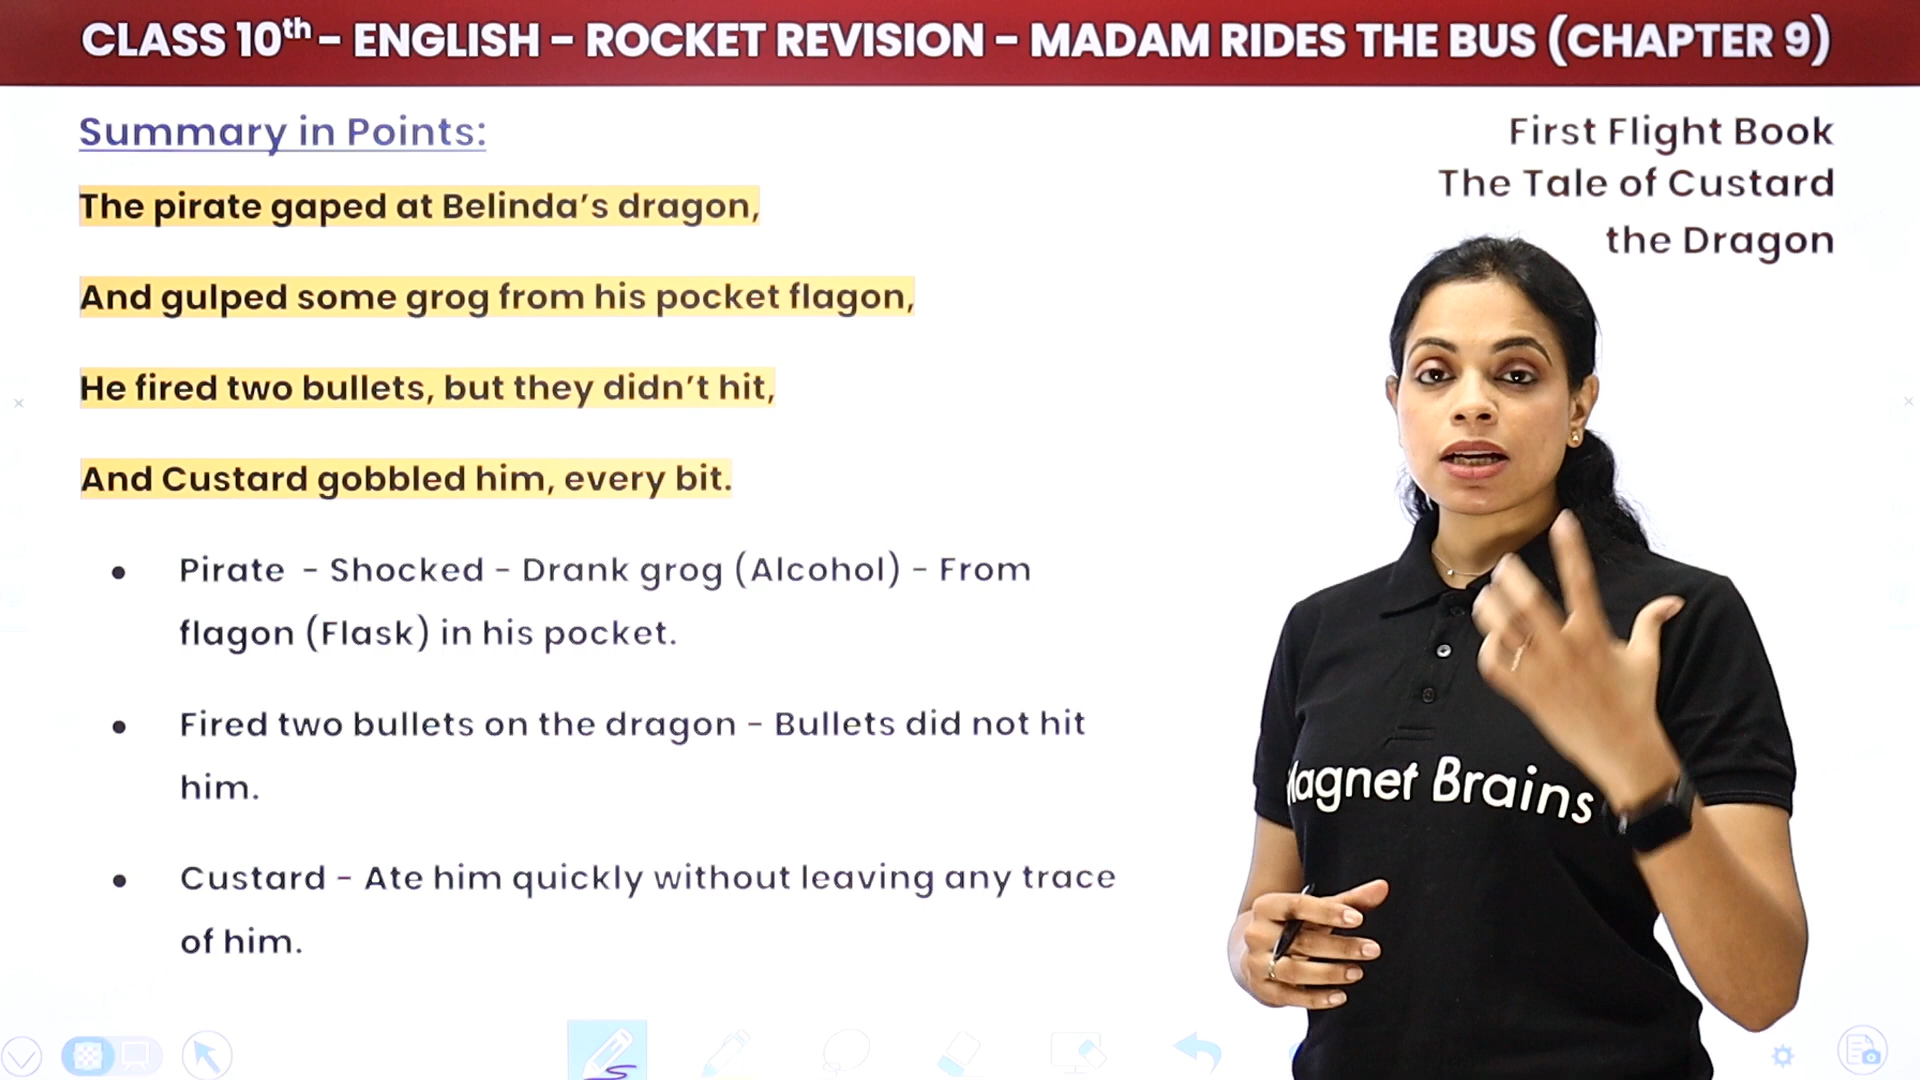 CLASS 10th - ENGLISH - ROCKET REVISION - MADAM RIDES THE BUS (CHAPTER 9)
Summary in Points:
First Flight Book
The Tale of Custard
the Dragon
The pirate gaped at Belinda's dragon,
And gulped some grog from his pocket flagon,
He fired two bullets, but they didn't hit,
And Custard gobbled him, every bit.
• Pirate - Shocked - Drank grog (Alcohol) - From
flagon (Flask) in his pocket.
• Fired two bullets on the dragon - Bullets did not hit
him.
• Custard - Ate him quickly without leaving any trace
of him.
Magnet Brains